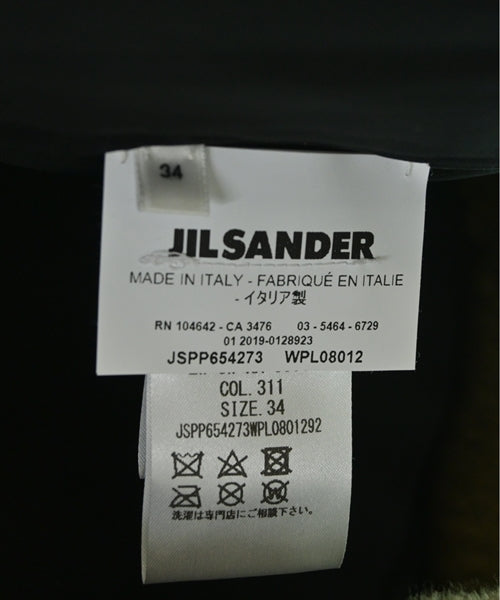 34
JIL SANDER
MADE IN ITALY - FABRIQUÉ EN ITALIE
- イタリア製
RN 104642 - CA 3476 03 - 5464 - 6729
01 2019-0128923
JSPP654273 WPL08012
COL. 311
SIZE. 34
JSPP654273WPL0801292
洗濯は専門店にご相談下さい。